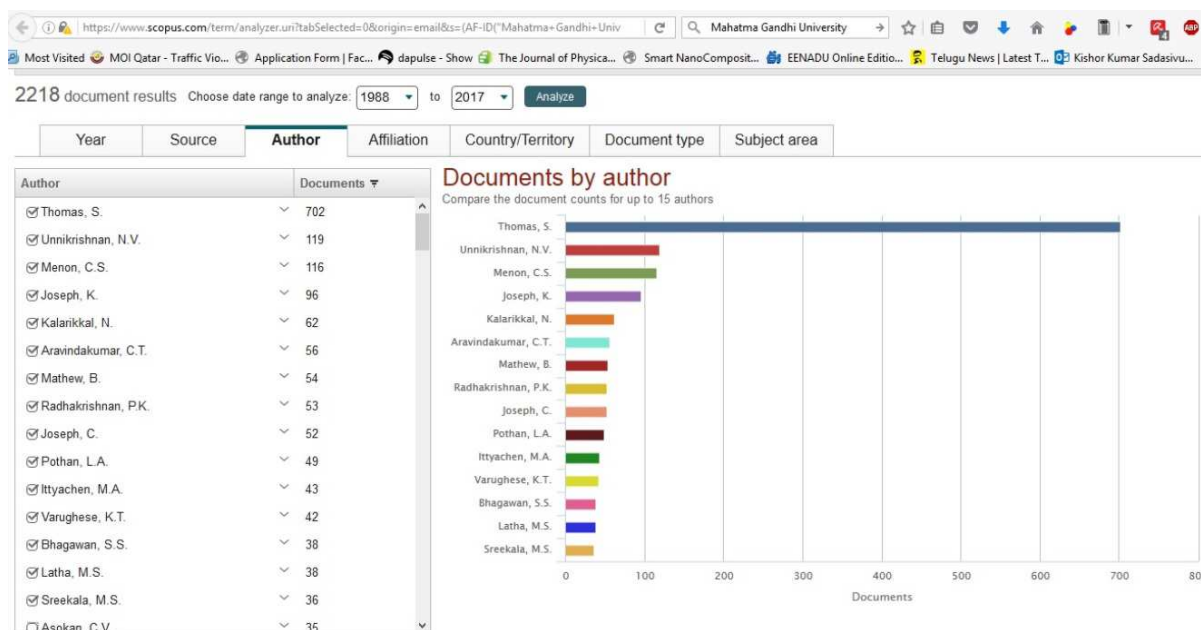 https://www.scopus.com/term/analyzer.uri?tabSelected=0&origin=email&s=(AF-ID("Mahatma+Gandhi+Univ
Mahatma Gandhi University
4
ABP
Most Visited
MOI Qatar - Traffic Vio...
Application Form | Fac...
dapulse - Show
The Journal of Physica...
Smart NanoComposit...
EENADU Online Editio...
Telugu News | Latest T...
Kishor Kumar Sadasivu...
2218 document results Choose date range to analyze: 1988 to 2017 Analyze
Year Source Author Affiliation Country/Territory Document type Subject area
Author Documents
Thomas, S. 702
Unnikrishnan, N.V. 119
Menon, C.S. 116
Joseph, K. 96
Kalarikkal, N. 62
Aravindakumar, C.T. 56
Mathew, B. 54
Radhakrishnan, P.K. 53
Joseph, C. 52
Pothan, L.A. 49
Ittyachen, M.A. 43
Varughese, K.T. 42
Bhagawan, S.S. 38
Latha, M.S. 38
Sreekala, M.S. 36
Asokan, C.V. 35
Documents by author
Compare the document counts for up to 15 authors
Thomas, S.
Unnikrishnan, N.V.
Menon, C.S.
Joseph, K.
Kalarikkal, N.
Aravindakumar, C.T.
Mathew, B.
Radhakrishnan, P.K.
Joseph, C.
Pothan, L.A.
Ittyachen, M.A.
Varughese, K.T.
Bhagawan, S.S.
Latha, M.S.
Sreekala, M.S.
0 100 200 300 400 500 600 700 80
Documents